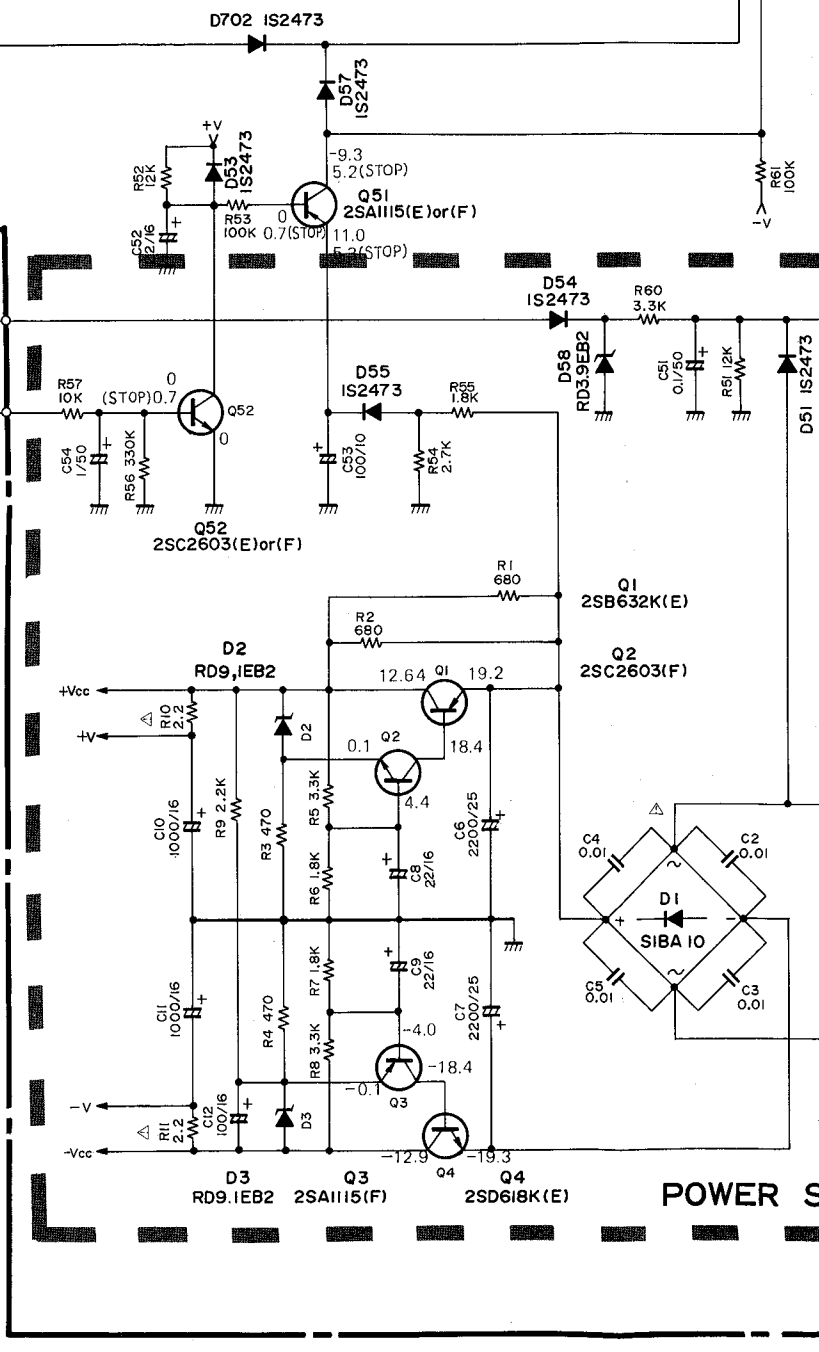 D702 IS2473
D57
IS2473
+V
D53
IS2473
R52
12K
-9.3
5.2(STOP)
Q51
2SA1115(E)or(F)
R61
100K
-V
R53
100K
0
0.7(STOP)
11.0
5.3(STOP)
C52
2/16
D54
IS2473
R60
3.3K
D58
RD3.9EB2
C51
0.1/50
R51 12K
D51 IS2473
R57
10K
0
(STOP)0.7
Q52
0
D55
IS2473
R55
1.8K
C54
1/50
R56 330K
C53
100/10
R54
2.7K
Q52
2SC2603(E)or(F)
R1
680
Q1
2SB632K(E)
R2
680
Q2
2SC2603(F)
D2
RD9,1EB2
12.64
Q1
19.2
+Vcc
R10
2.2
D2
Q2
+V
0.1
18.4
4.4
C10
1000/16
R9 2.2K
R3 470
R5 3.3K
C6
2200/25
R6 1.8K
C8
22/16
C4
0.01
C2
0.01
~
+
D1
-
S1BA10
~
C5
0.01
C3
0.01
C11
1000/16
R4 470
R7 1.8K
C9
22/16
C7
2200/25
R8 3.3K
-4.0
-18.4
-0.1
Q3
-V
R11
2.2
C12
100/16
D3
-Vcc
-12.9
Q4
-19.3
D3
RD9.1EB2
Q3
2SA1115(F)
Q4
2SD618K(E)
POWER S